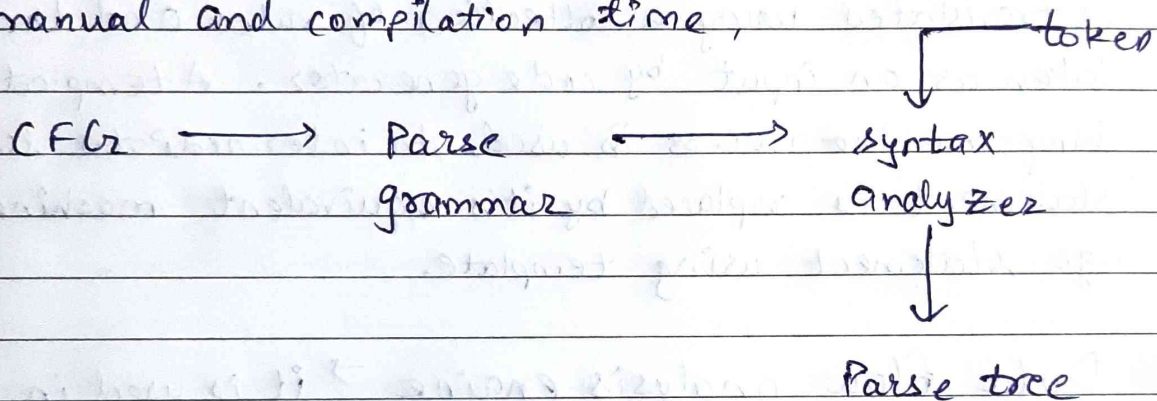 manual and compilation time,
token
CFG → Parse → syntax
grammar analyzer
Parse tree